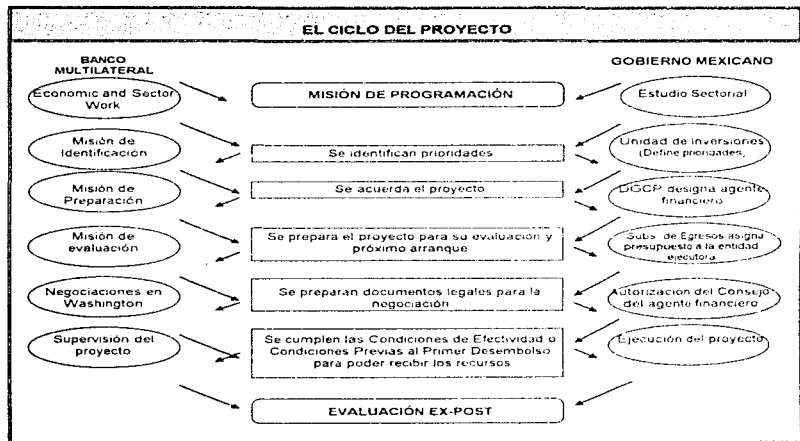 EL CICLO DEL PROYECTO
BANCO
MULTILATERAL
GOBIERNO MEXICANO
Economic and Sector
Work
MISIÓN DE PROGRAMACIÓN
Estudio Sectorial
Misión de
Identificación
Se identifican prioridades
Unidad de Inversiones
(Define prioridades)
Misión de
Preparación
Se acuerda el proyecto
DGCP designa agente
financiero
Misión de
evaluación
Se prepara el proyecto para su evaluación y
próximo arranque
Subs. de Egresos asigna
presupuesto a la entidad
ejecutora
Negociaciones en
Washington
Se preparan documentos legales para la
negociación
Autorización del Consejo
del agente financiero
Supervisión del
proyecto
Se cumplen las Condiciones de Efectividad o
Condiciones Previas al Primer Desembolso
para poder recibir los recursos
Ejecución del proyecto
EVALUACIÓN EX-POST